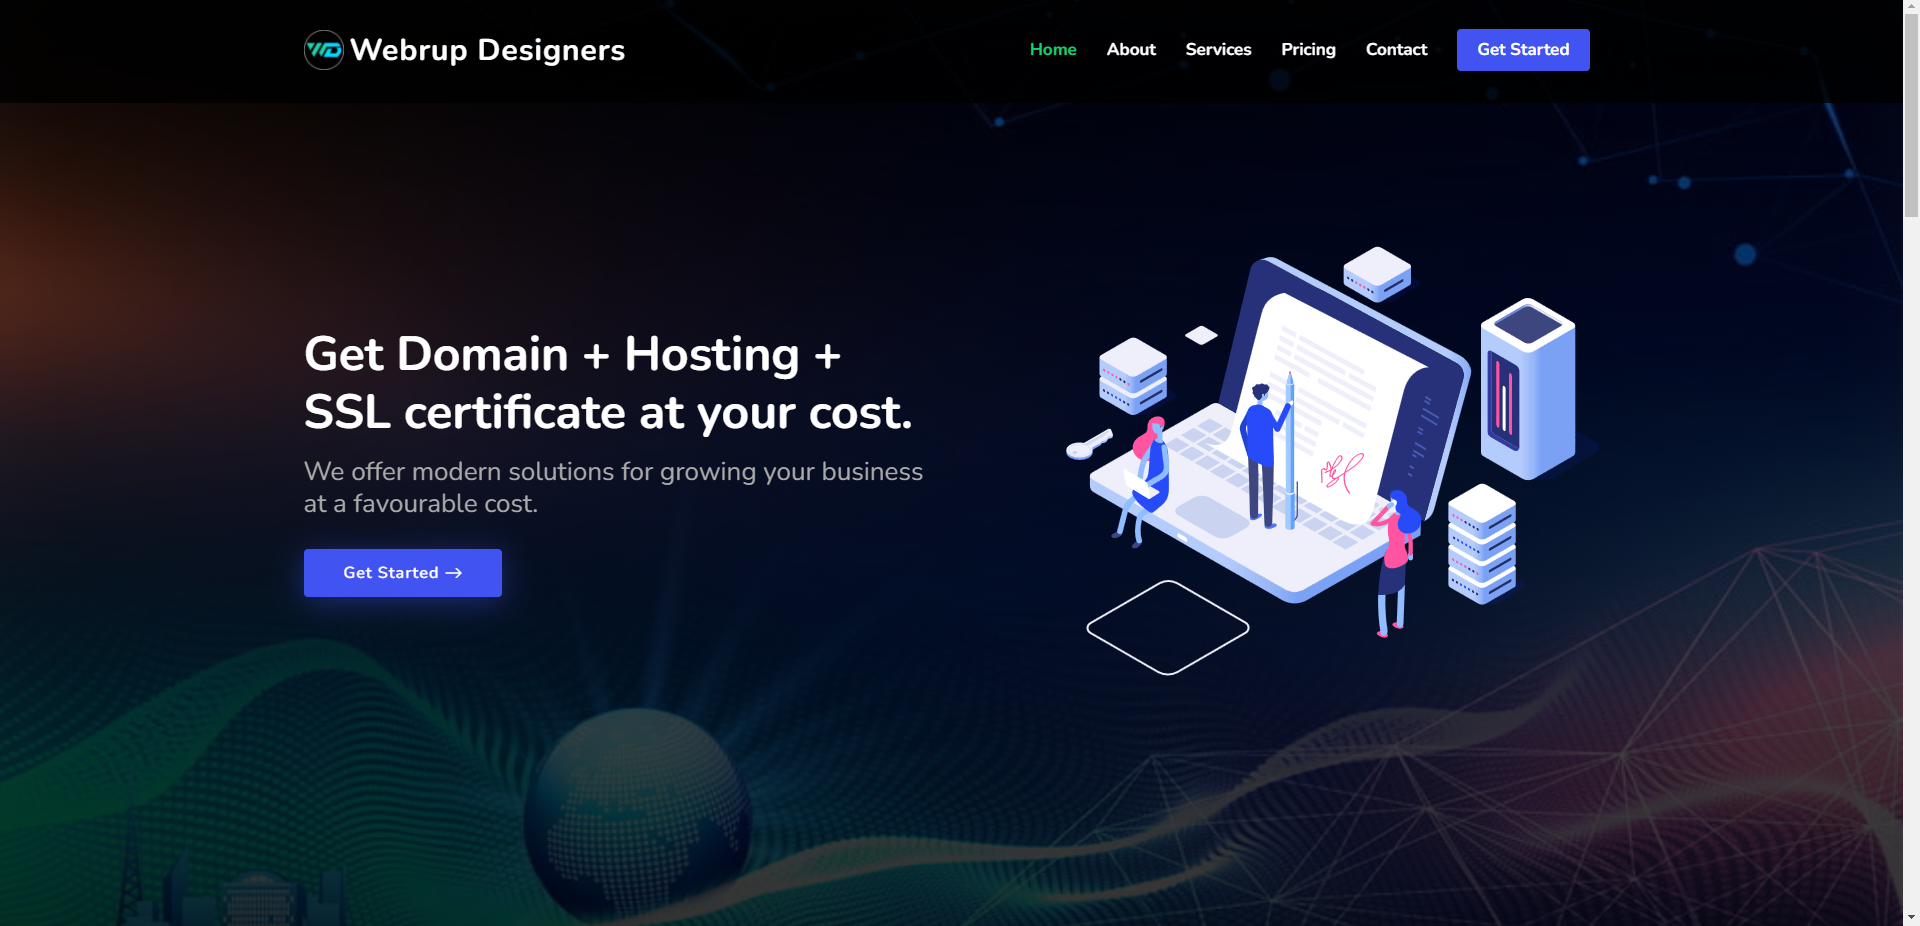 WD Webrup Designers
Home About Services Pricing Contact Get Started
Get Domain + Hosting +
SSL certificate at your cost.
We offer modern solutions for growing your business
at a favourable cost.
Get Started →